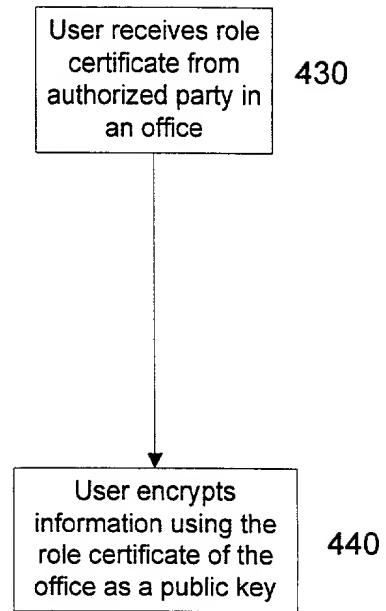 User receives role
certificate from
authorized party in
an office
430
User encrypts
information using the
role certificate of the
office as a public key
440